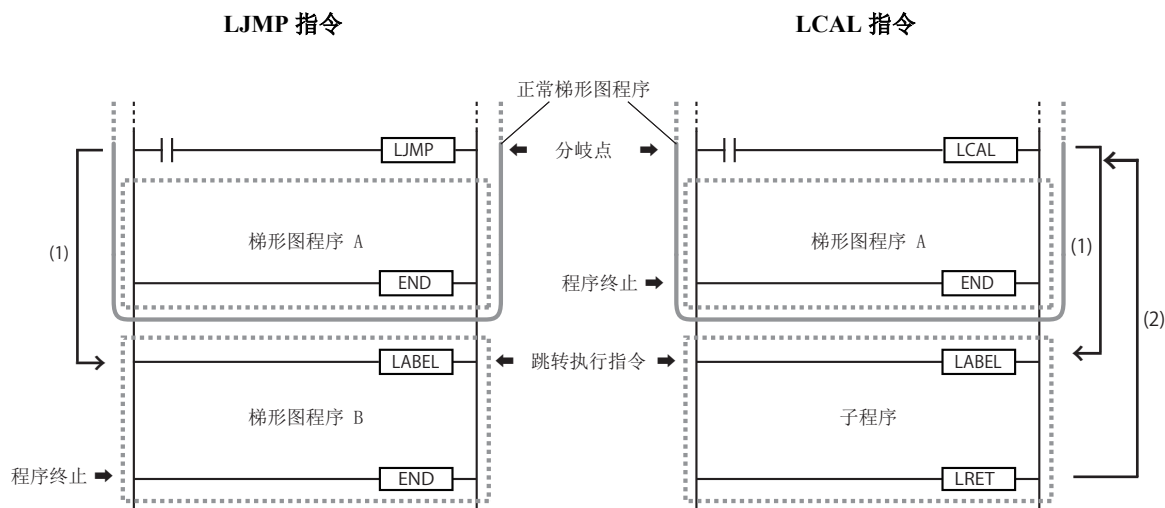 LJMP 指令
LCAL 指令
正常梯形图程序
LJMP
分岐点
LCAL
梯形图程序 A
梯形图程序 A
(1)
(1)
END
程序终止
END
(2)
LABEL
跳转执行指令
LABEL
梯形图程序 B
子程序
程序终止
END
LRET